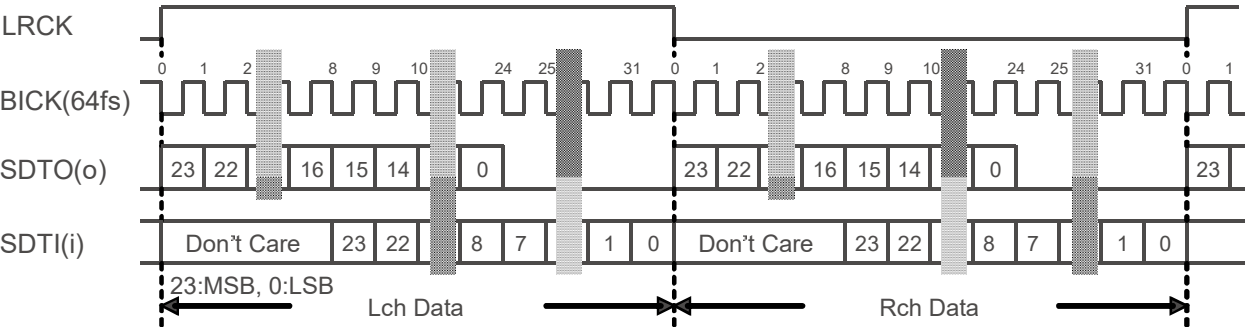 LRCK
0 1 2 8 9 10 24 25 31 0 1 2 8 9 10 24 25 31 0 1
BICK(64fs)
SDTO(o) 23 22 16 15 14 0 23 22 16 15 14 0 23
SDTI(i) Don't Care 23 22 8 7 1 0 Don't Care 23 22 8 7 1 0
23:MSB, 0:LSB
Lch Data Rch Data